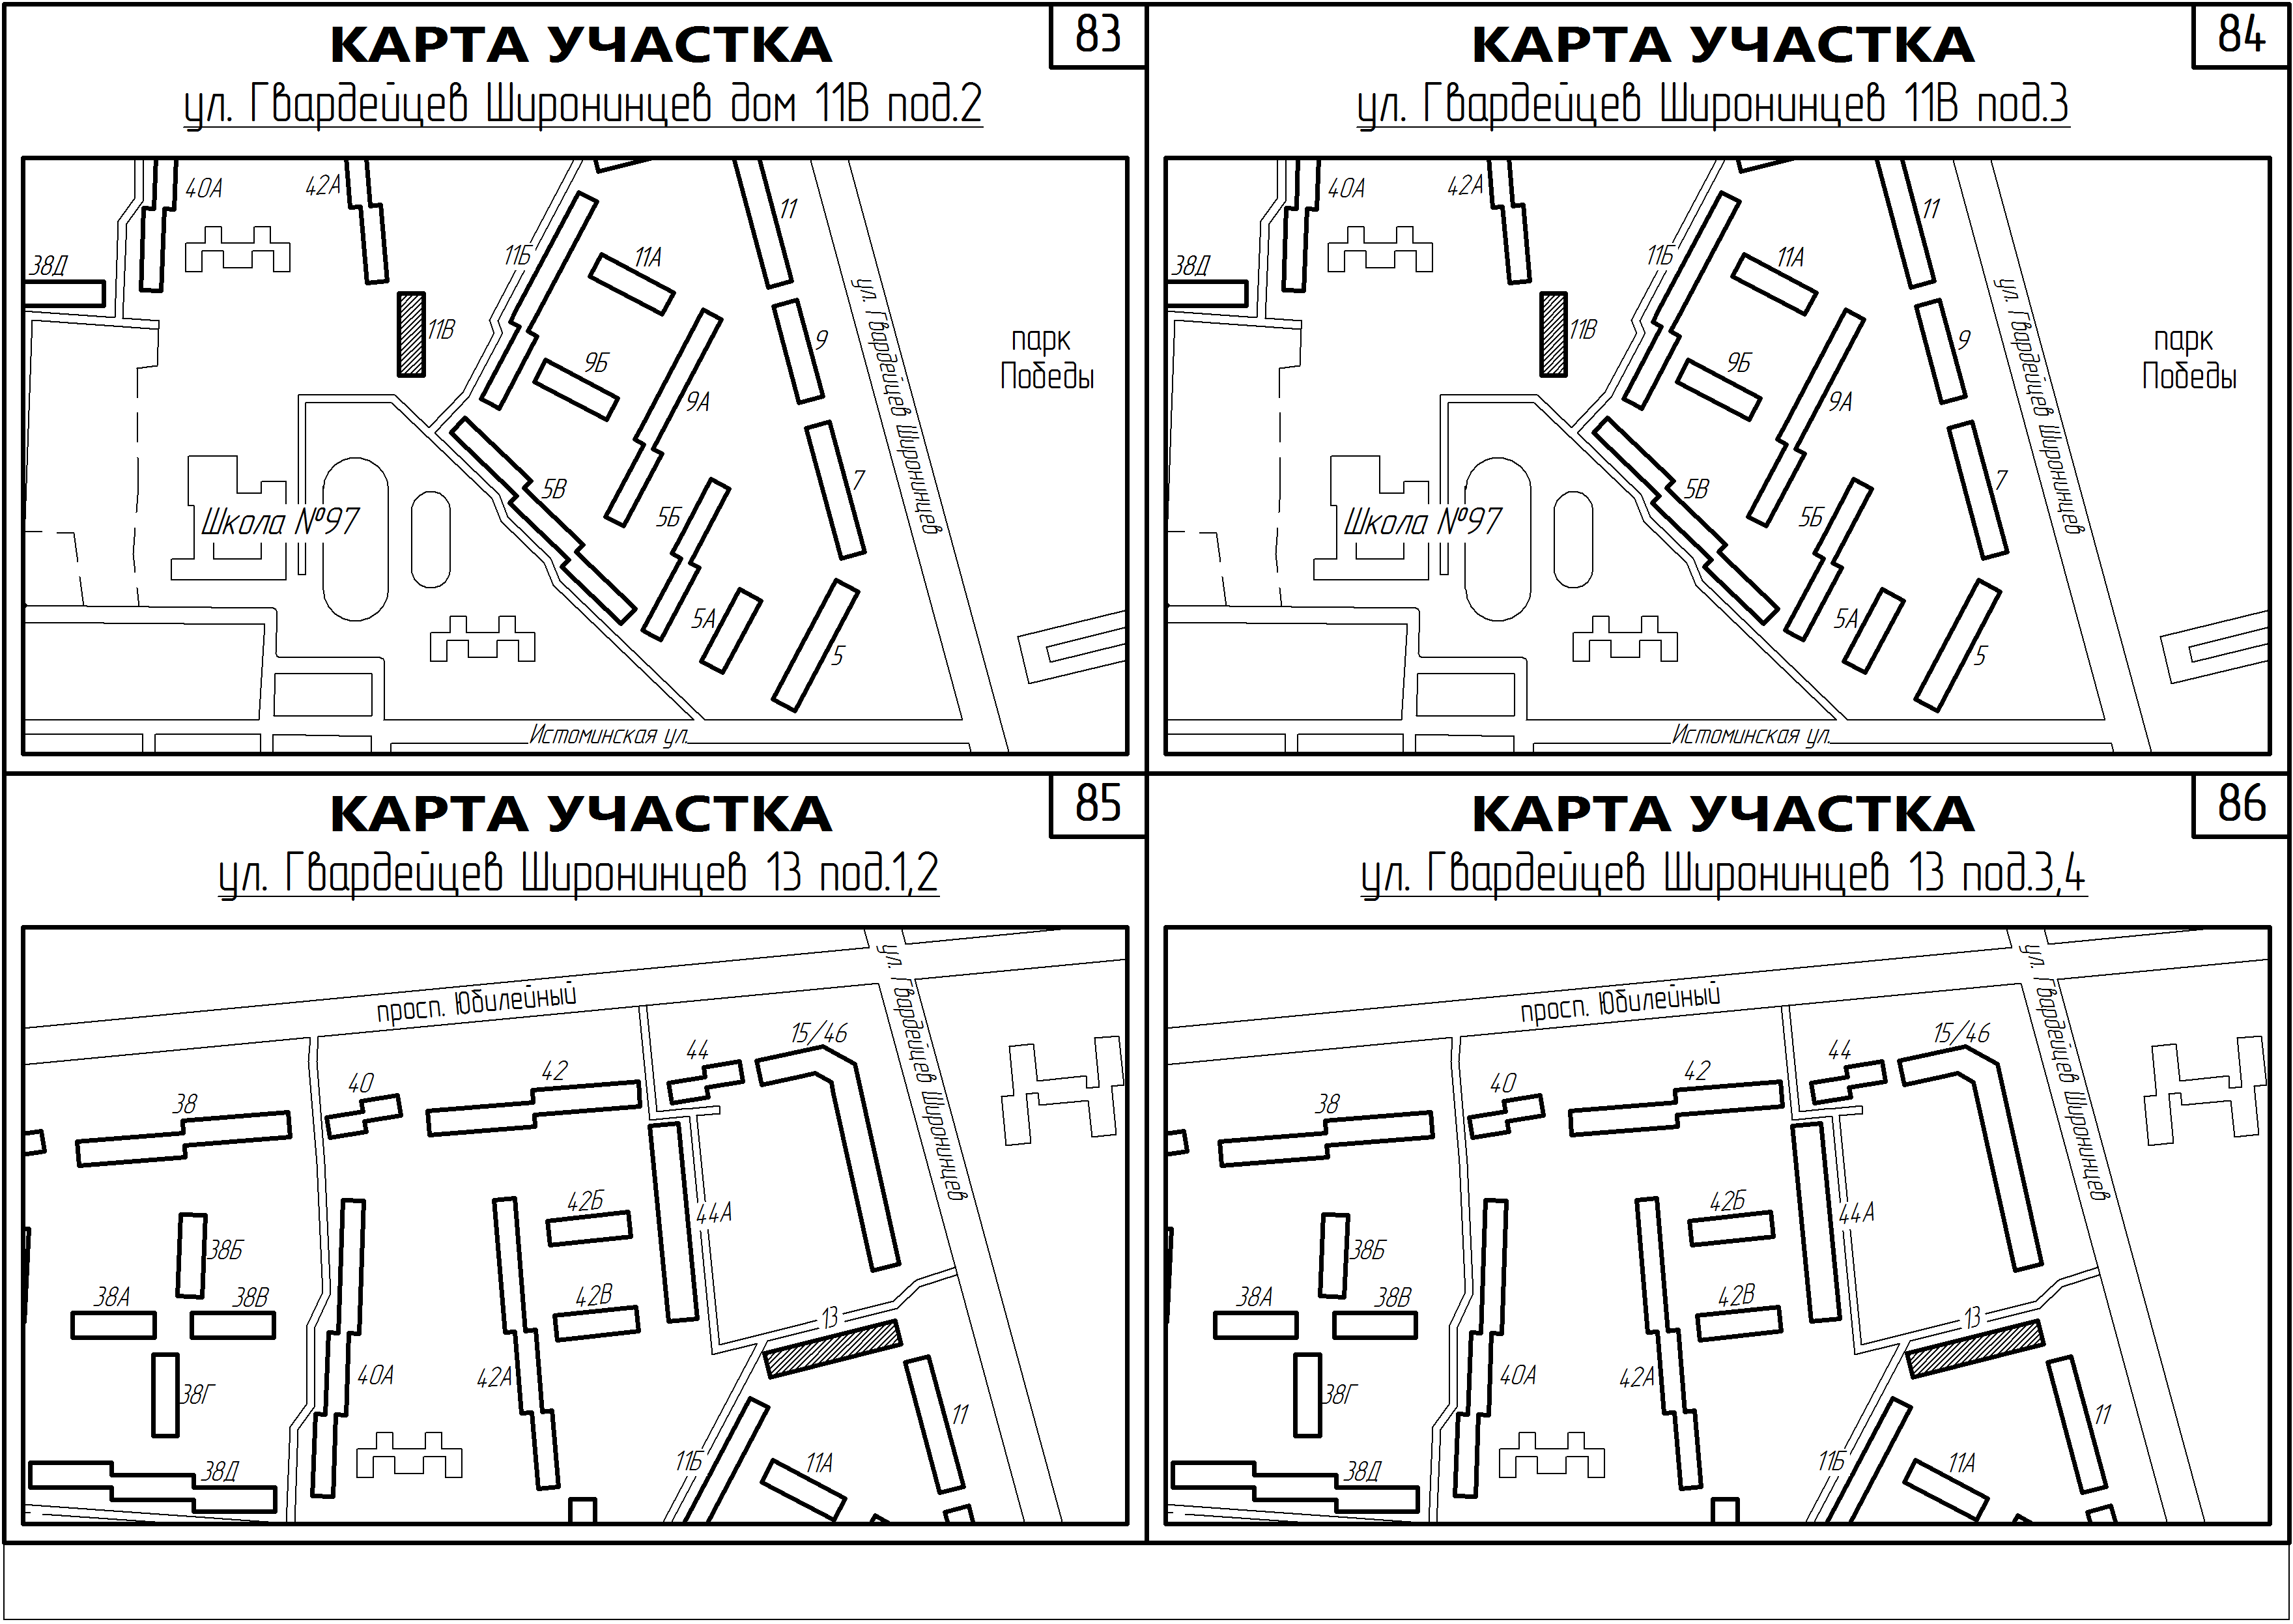 КАРТА УЧАСТКА
83
ул. Гвардейцев Широнинцев дом 11В под.2
40А
42А
11
11Б
11А
38Д
ул. Гвардейцев Широнинцев
11В
9
парк
Победы
9Б
9А
7
5В
5Б
Школа №97
5А
5
Истоминская ул.
КАРТА УЧАСТКА
84
ул. Гвардейцев Широнинцев 11В под.3
40А
42А
11
11Б
11А
38Д
ул. Гвардейцев Широнинцев
11В
9
парк
Победы
9Б
9А
7
5В
5Б
Школа №97
5А
5
Истоминская ул.
КАРТА УЧАСТКА
85
ул. Гвардейцев Широнинцев 13 под.1,2
ул. Гвардейцев Широнинцев
просп. Юбилейный
15/46
44
42
40
38
42Б
44А
38Б
38А
38В
42В
13
40А
42А
38Г
11
11Б
11А
38Д
КАРТА УЧАСТКА
86
ул. Гвардейцев Широнинцев 13 под.3,4
ул. Гвардейцев Широнинцев
просп. Юбилейный
15/46
44
42
40
38
42Б
44А
38Б
38А
38В
42В
13
40А
42А
38Г
11
11Б
11А
38Д